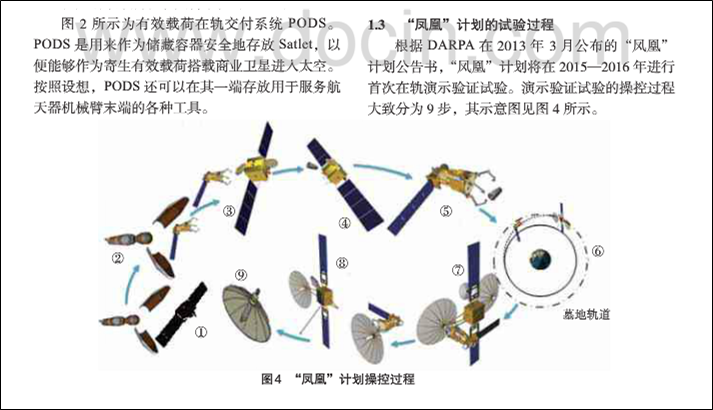 www.docin.com
图 2 所示为有效载荷在轨交付系统 PODS。
PODS 是用来作为储藏容器安全地存放 Satlet，以
便能够作为寄生有效载荷搭载商业卫星进入太空。
按照设想，PODS 还可以在其一端存放用于服务航
天器机械臂末端的各种工具。
1.3 “凤凰”计划的试验过程
根据 DARPA 在 2013 年 3 月公布的“凤凰”
计划公告书，“凤凰”计划将在 2015—2016 年进行
首次在轨演示验证试验。演示验证试验的操控过程
大致分为 9 步，其示意图见图 4 所示。
①
②
③
④
⑤
⑥
墓地轨道
⑦
⑧
⑨
图4 “凤凰”计划操控过程